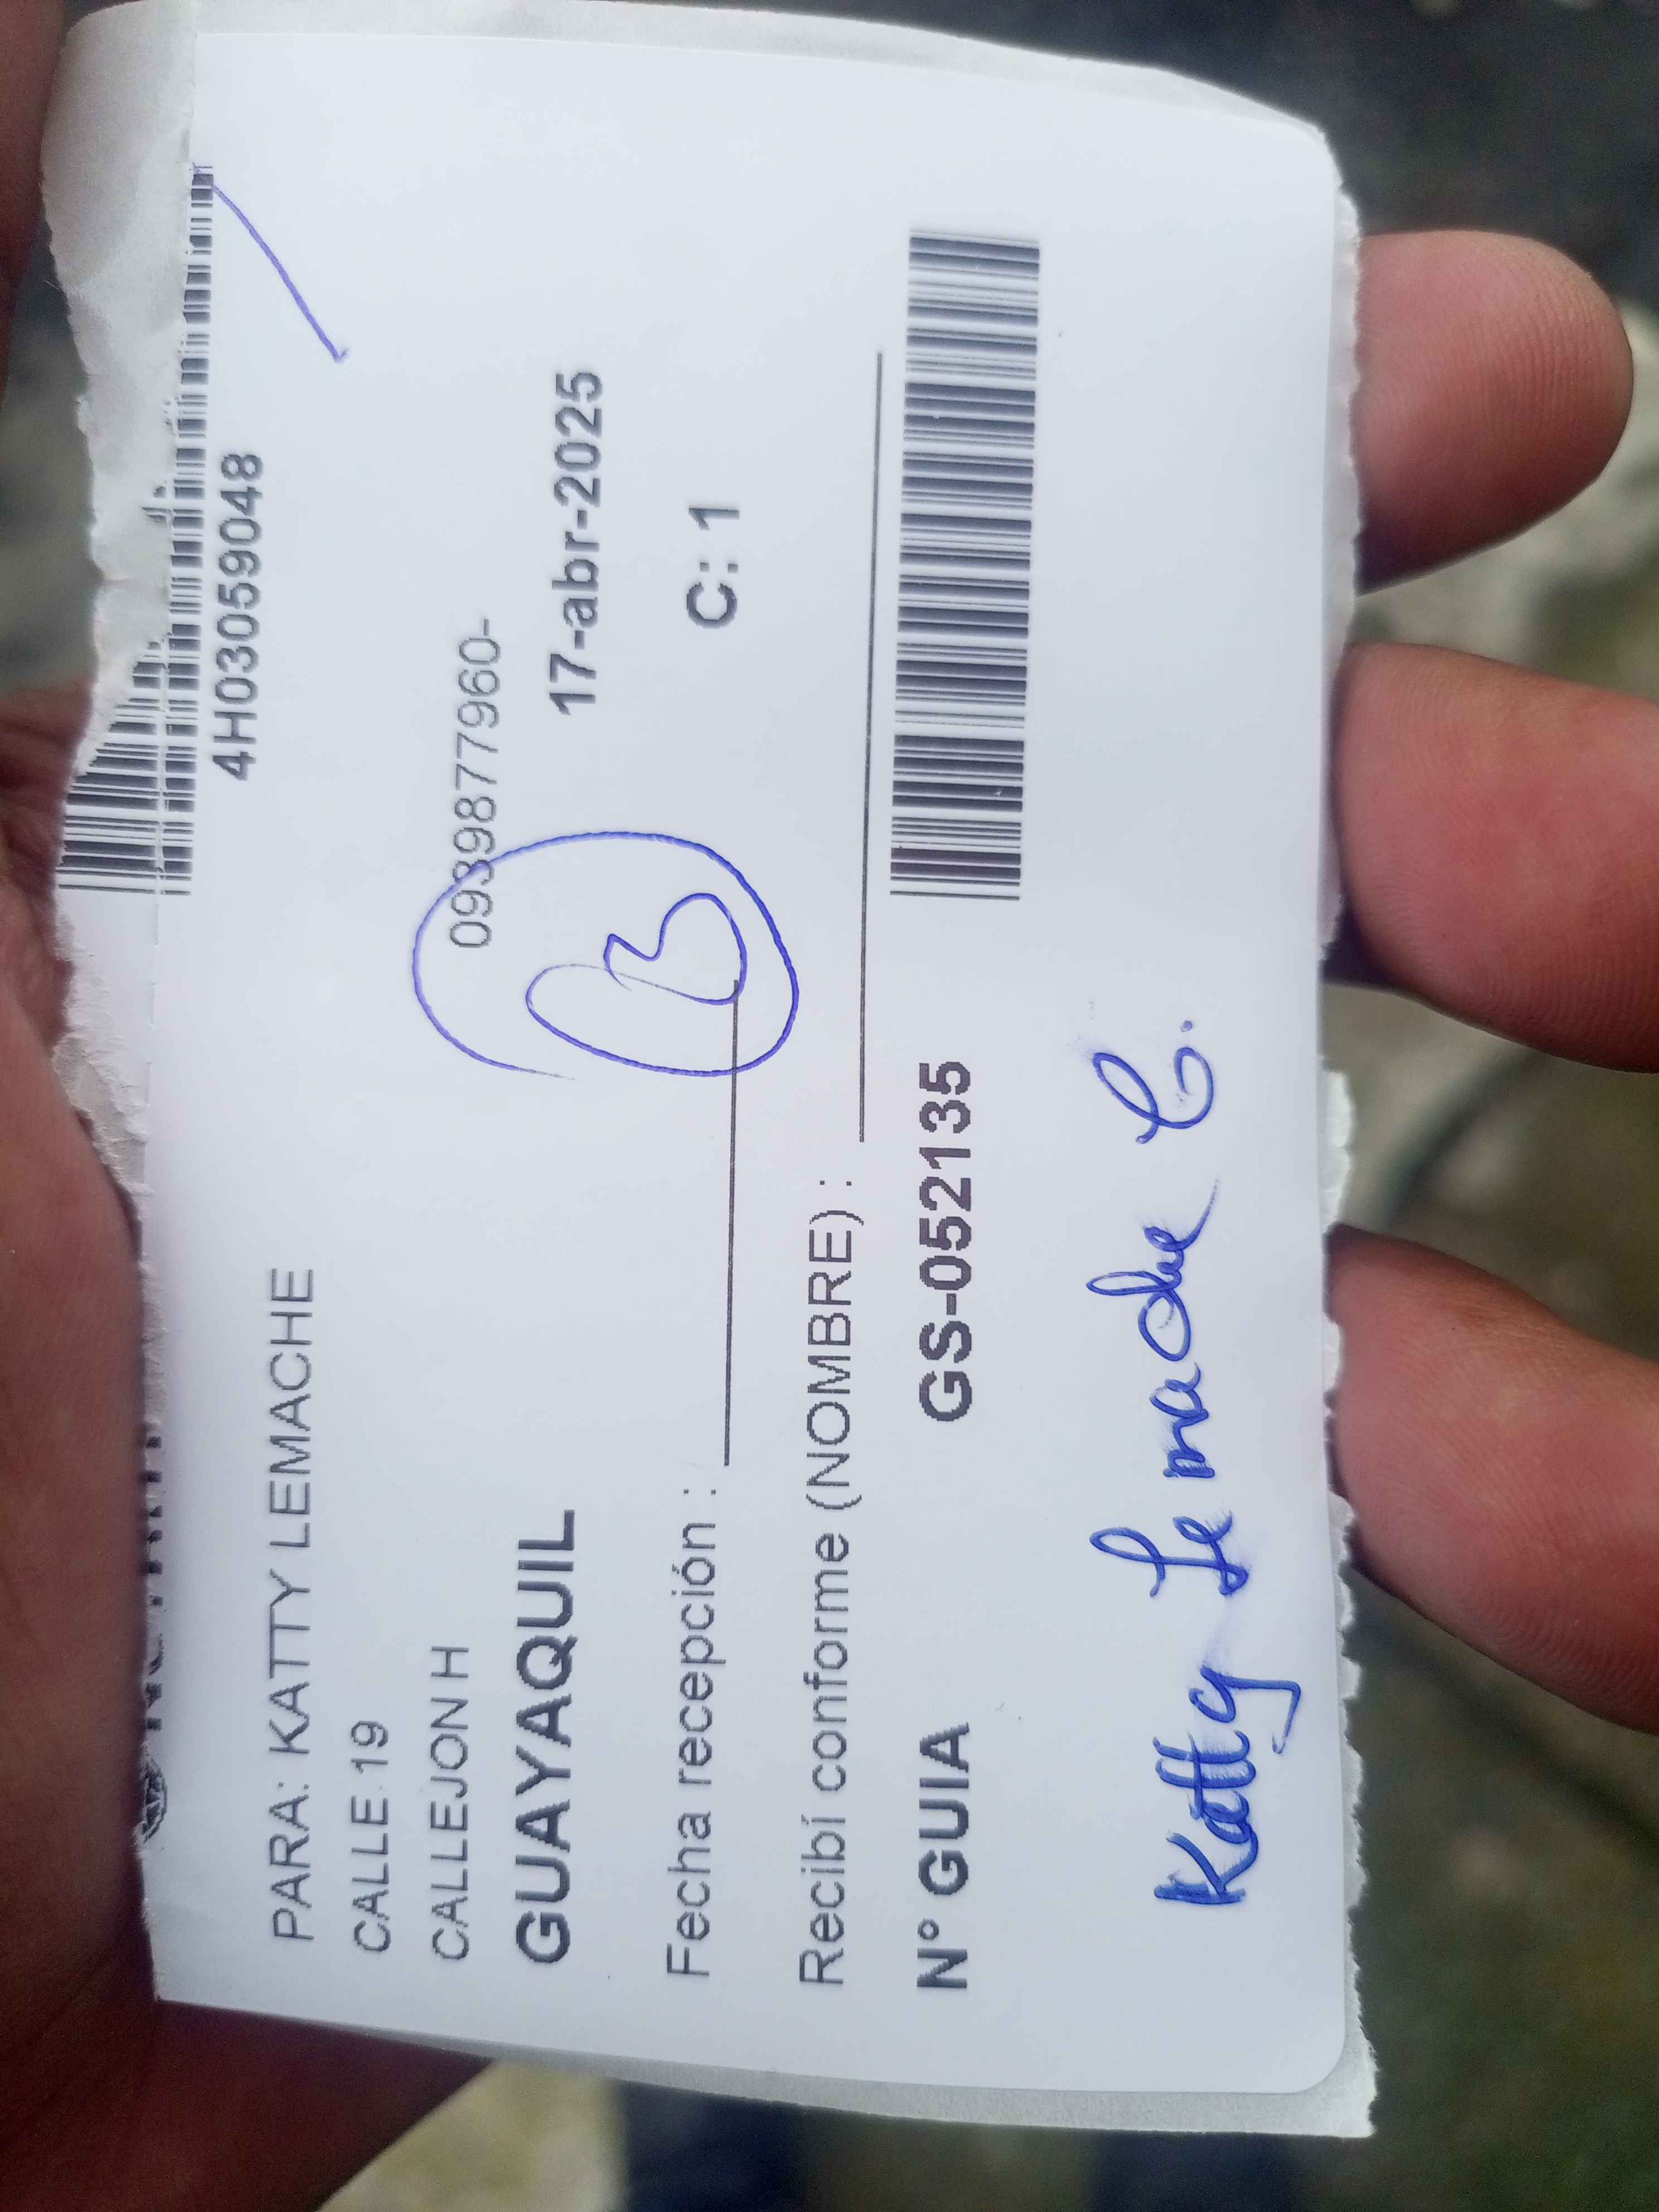 4H03059048
PARA: KATTY LEMACHE
CALLE 19
CALLEJON H
0939877960-
GUAYAQUIL
17-abr-2025
Fecha recepción :
C: 1
Recibí conforme (NOMBRE) :
N° GUIA GS-052135
Katty Lemache C.